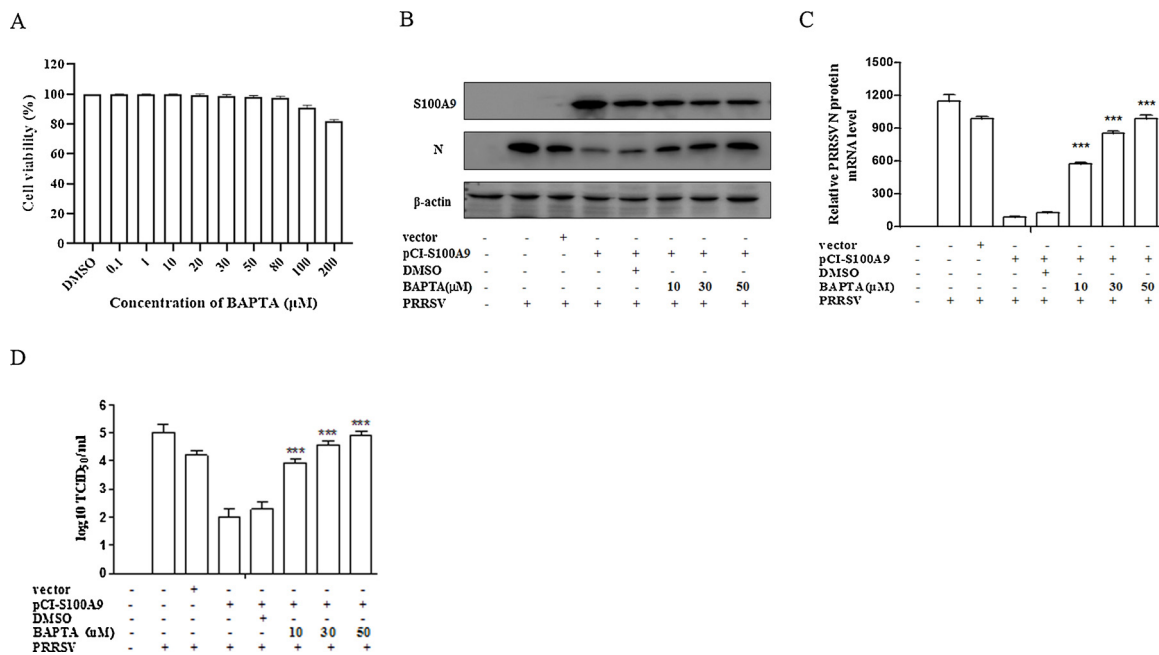 A
Cell viability (%)
120
100
80
60
40
20
0
DMSO 0.1 1 10 20 30 50 80 100 200
Concentration of BAPTA (μM)
B
S100A9
N
β-actin
vector - - + - - - - -
pCI-S100A9 - - - + + + + +
DMSO - - - - + - - -
BAPTA(μM) - - - - - 10 30 50
PRRSV - + + + + + + +
C
Relative PRRSV N protein
mRNA level
1500
1200
900
600
300
0
*** *** ***
vector - - + - - - - -
pCI-S100A9 - - - + + + + +
DMSO - - - - + - - -
BAPTA(μM) - - - - - 10 30 50
PRRSV - + + + + + + +
D
log10 TCID50/ml
6
5
4
3
2
1
0
*** *** ***
vector - - + - - - - -
pCI-S100A9 - - - + + + + +
DMSO - - - - + - - -
BAPTA (μM) - - - - - 10 30 50
PRRSV - + + + + + + +